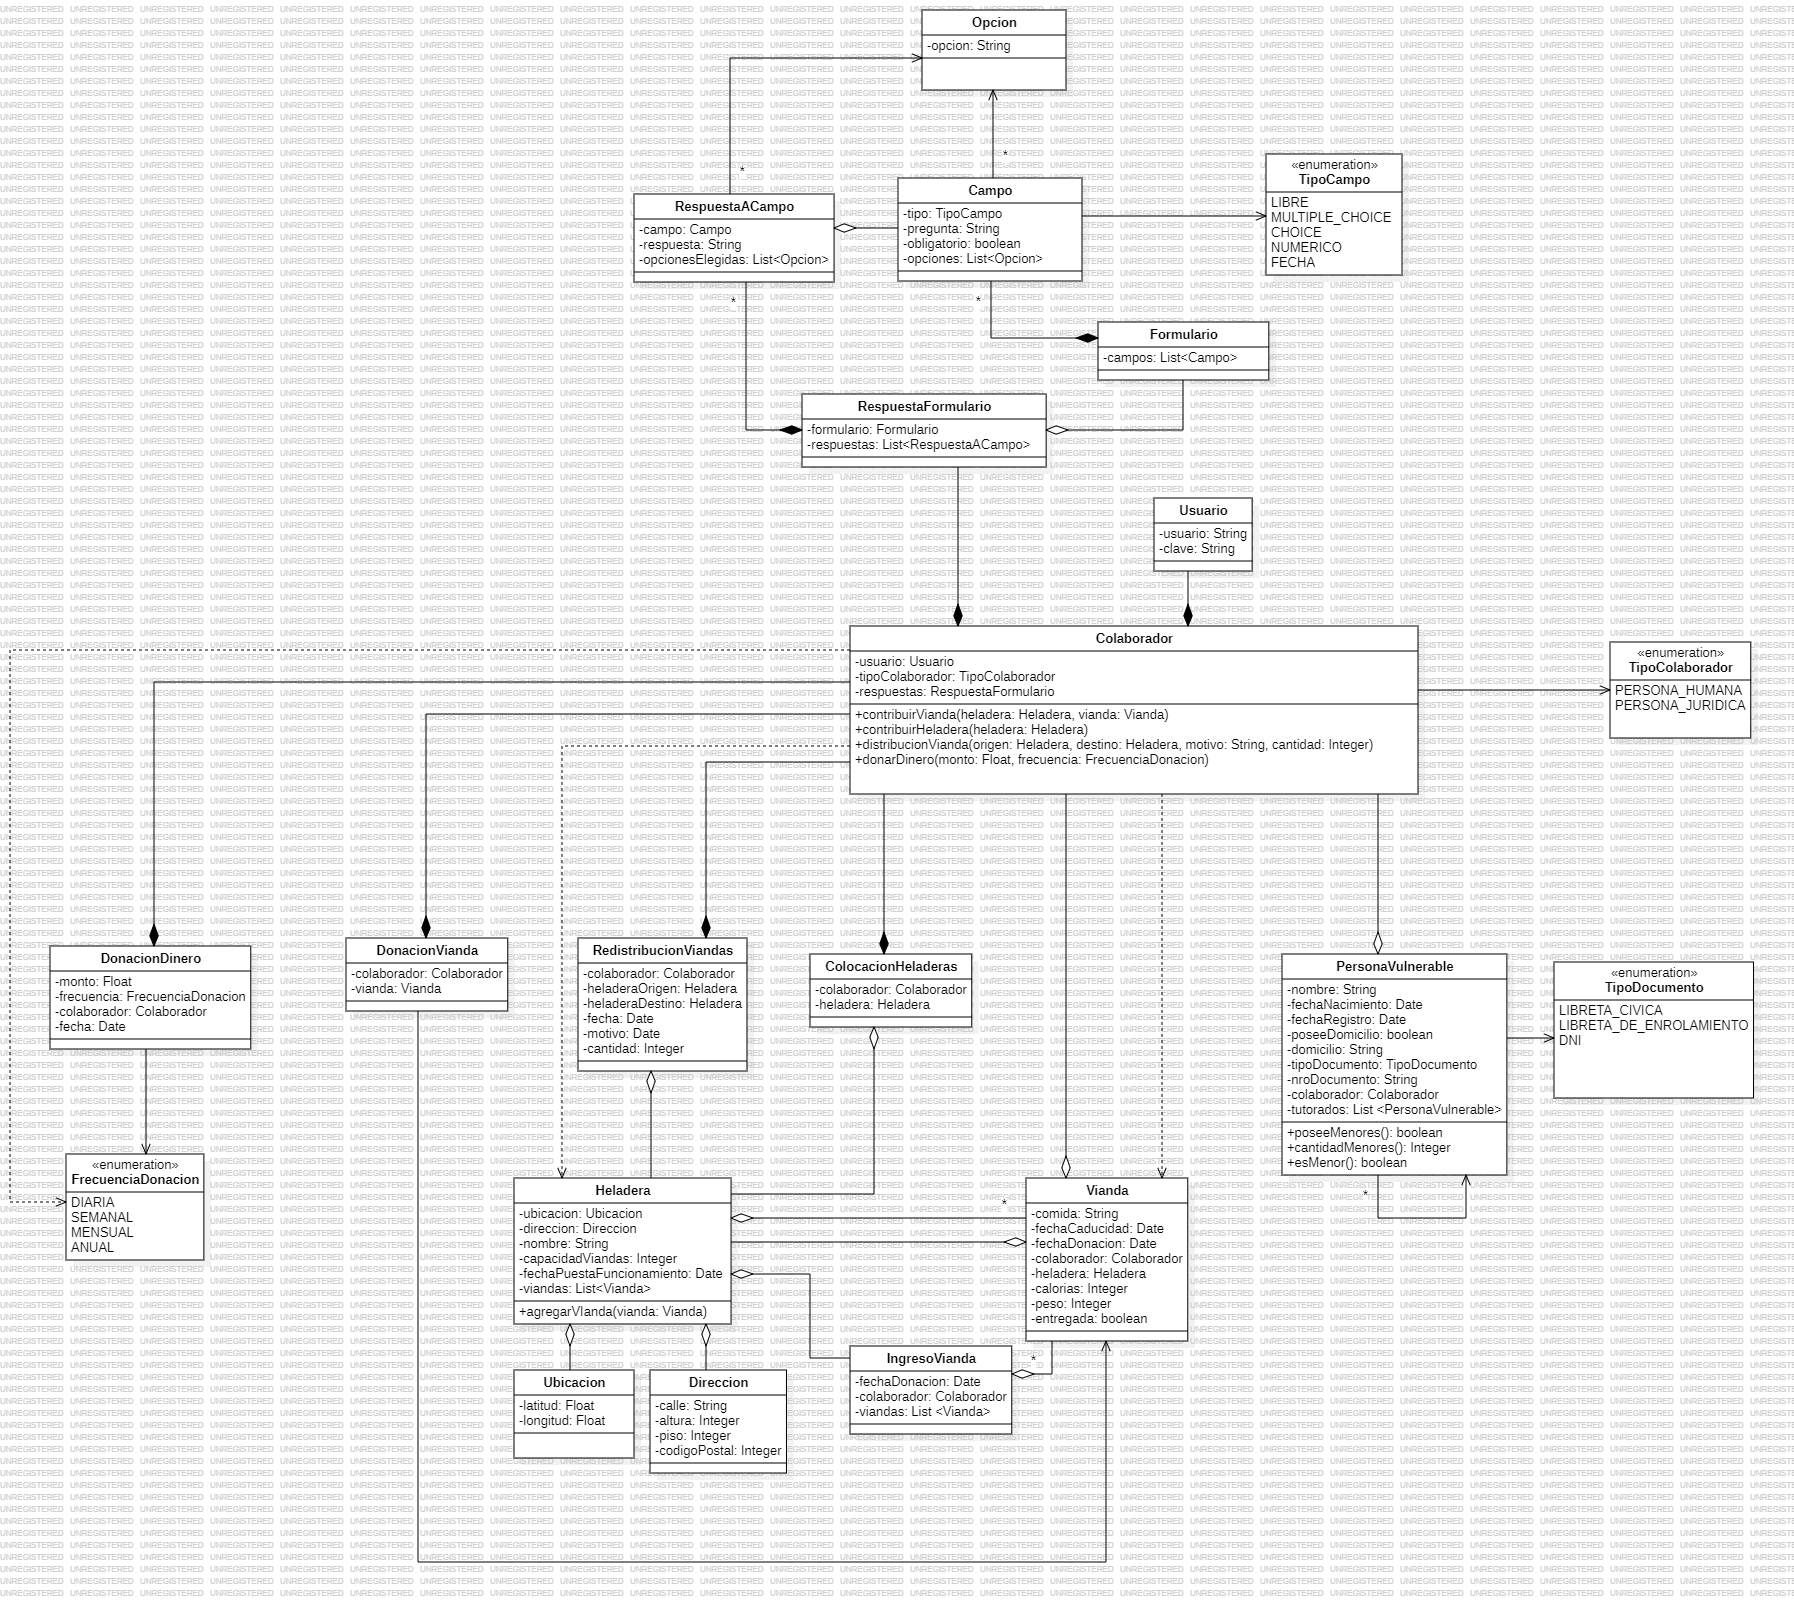 Opcion
-opcion: String
*
*
«enumeration»
TipoCampo
LIBRE
MULTIPLE_CHOICE
CHOICE
NUMERICO
FECHA
RespuestaACampo
-campo: Campo
-respuesta: String
-opcionesElegidas: List<Opcion>
Campo
-tipo: TipoCampo
-pregunta: String
-obligatorio: boolean
-opciones: List<Opcion>
*
*
Formulario
-campos: List<Campo>
RespuestaFormulario
-formulario: Formulario
-respuestas: List<RespuestaACampo>
Usuario
-usuario: String
-clave: String
Colaborador
-usuario: Usuario
-tipoColaborador: TipoColaborador
-respuestas: RespuestaFormulario
+contribuirVianda(heladera: Heladera, vianda: Vianda)
+contribuirHeladera(heladera: Heladera)
+distribucionVianda(origen: Heladera, destino: Heladera, motivo: String, cantidad: Integer)
+donarDinero(monto: Float, frecuencia: FrecuenciaDonacion)
«enumeration»
TipoColaborador
PERSONA_HUMANA
PERSONA_JURIDICA
DonacionDinero
-monto: Float
-frecuencia: FrecuenciaDonacion
-colaborador: Colaborador
-fecha: Date
DonacionVianda
-colaborador: Colaborador
-vianda: Vianda
RedistribucionViandas
-colaborador: Colaborador
-heladeraOrigen: Heladera
-heladeraDestino: Heladera
-fecha: Date
-motivo: Date
-cantidad: Integer
ColocacionHeladeras
-colaborador: Colaborador
-heladera: Heladera
PersonaVulnerable
-nombre: String
-fechaNacimiento: Date
-fechaRegistro: Date
-poseeDomicilio: boolean
-domicilio: String
-tipoDocumento: TipoDocumento
-nroDocumento: String
-colaborador: Colaborador
-tutorados: List <PersonaVulnerable>
+poseeMenores(): boolean
+cantidadMenores(): Integer
+esMenor(): boolean
*
«enumeration»
TipoDocumento
LIBRETA_CIVICA
LIBRETA_DE_ENROLAMIENTO
DNI
«enumeration»
FrecuenciaDonacion
DIARIA
SEMANAL
MENSUAL
ANUAL
Heladera
-ubicacion: Ubicacion
-direccion: Direccion
-nombre: String
-capacidadViandas: Integer
-fechaPuestaFuncionamiento: Date
-viandas: List<Vianda>
+agregarVIanda(vianda: Vianda)
*
Vianda
-comida: String
-fechaCaducidad: Date
-fechaDonacion: Date
-colaborador: Colaborador
-heladera: Heladera
-calorias: Integer
-peso: Integer
-entregada: boolean
*
IngresoVianda
-fechaDonacion: Date
-colaborador: Colaborador
-viandas: List <Vianda>
Ubicacion
-latitud: Float
-longitud: Float
Direccion
-calle: String
-altura: Integer
-piso: Integer
-codigoPostal: Integer
UNREGISTERED